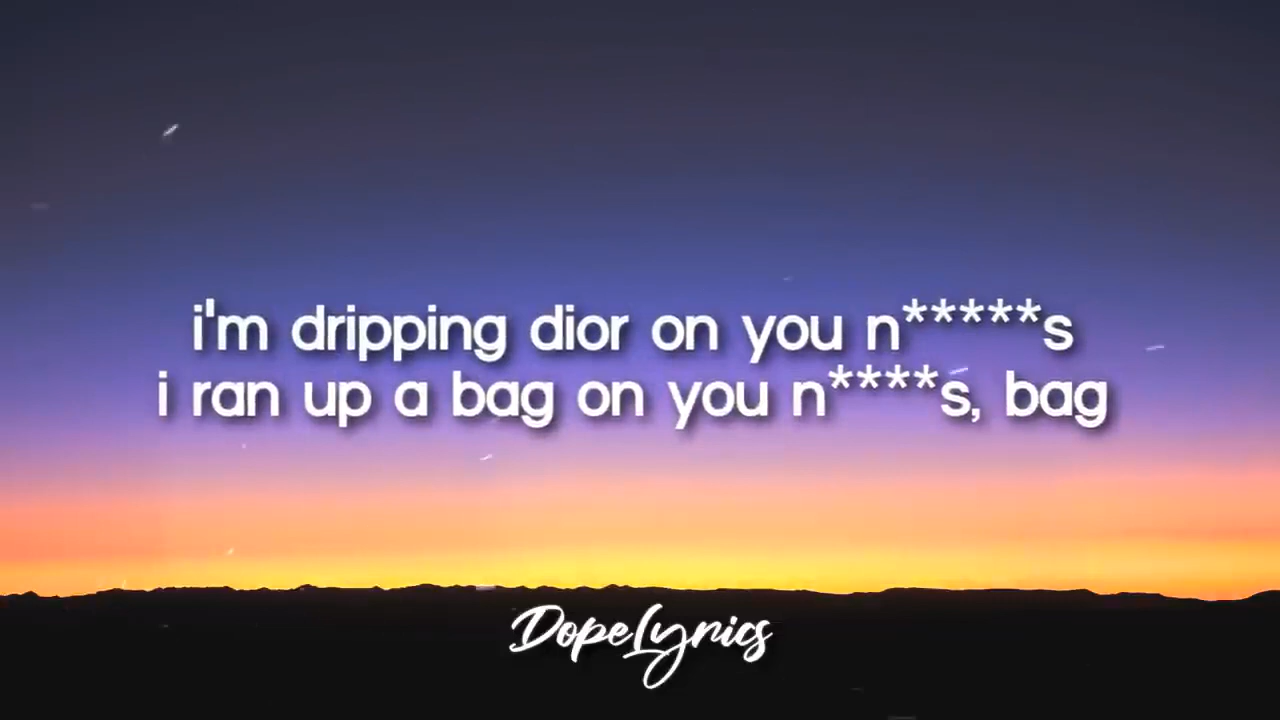 i'm dripping dior on you n*****s
i ran up a bag on you n****s, bag
DopeLyrics